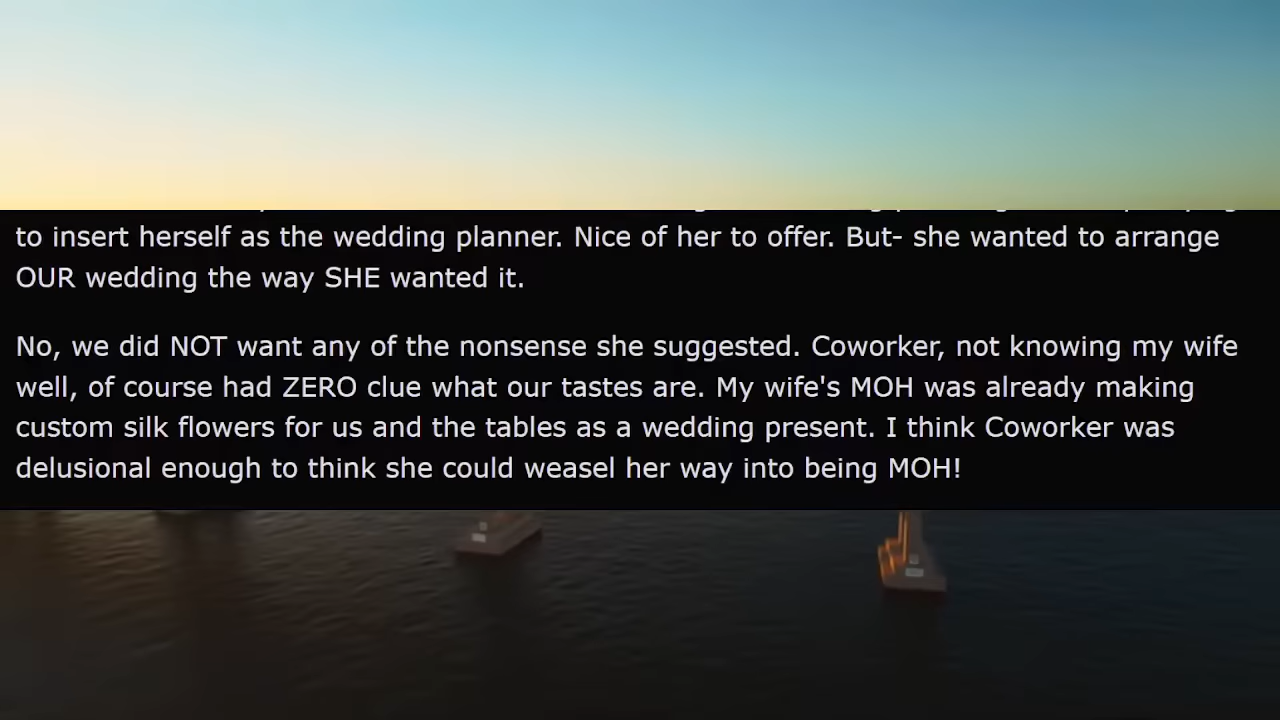 to insert herself as the wedding planner. Nice of her to offer. But- she wanted to arrange
OUR wedding the way SHE wanted it.
No, we did NOT want any of the nonsense she suggested. Coworker, not knowing my wife
well, of course had ZERO clue what our tastes are. My wife's MOH was already making
custom silk flowers for us and the tables as a wedding present. I think Coworker was
delusional enough to think she could weasel her way into being MOH!